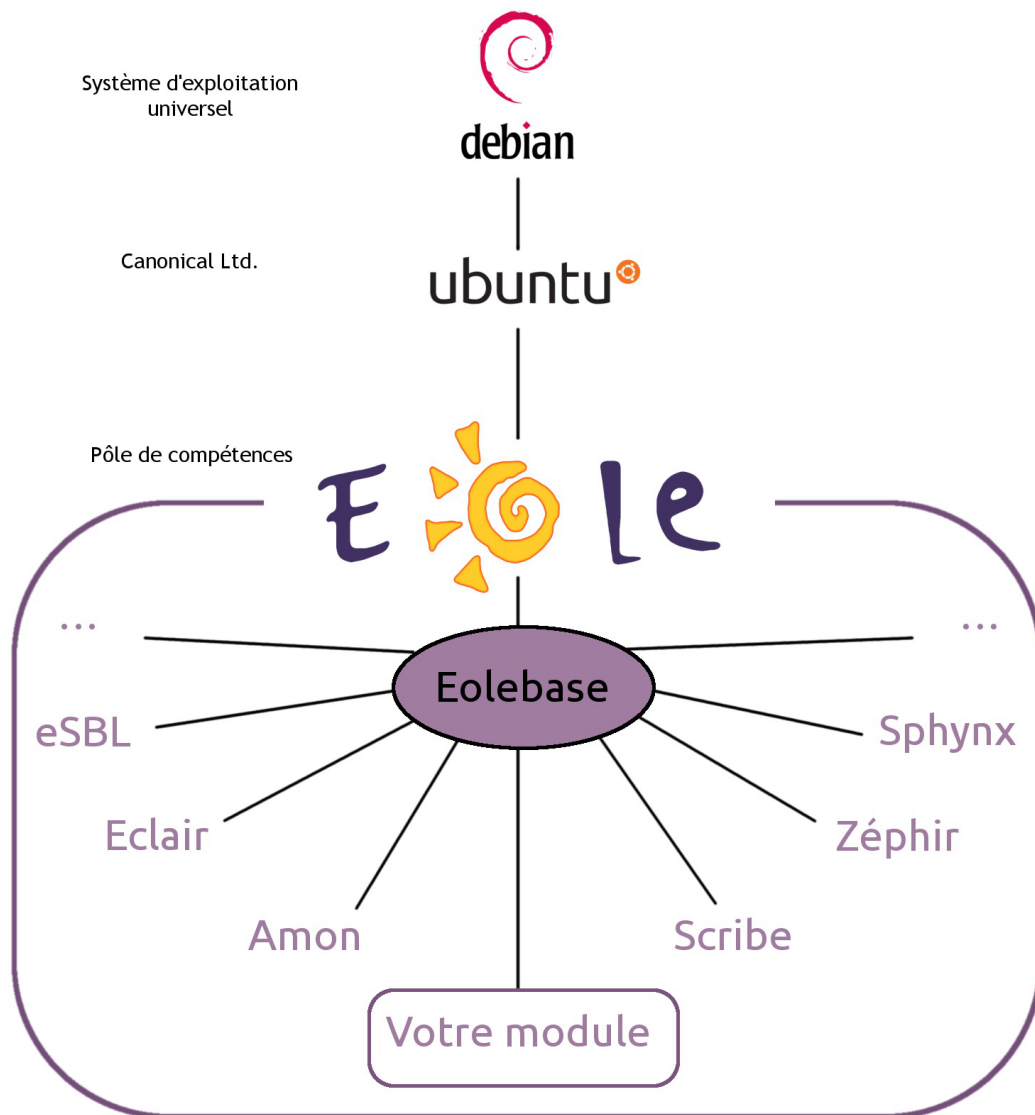 Système d'exploitation
universel
debian
Canonical Ltd.
ubuntu
Pôle de compétences
EOle
...
...
Eolebase
eSBL
Sphynx
Eclair
Zéphir
Amon
Scribe
Votre module